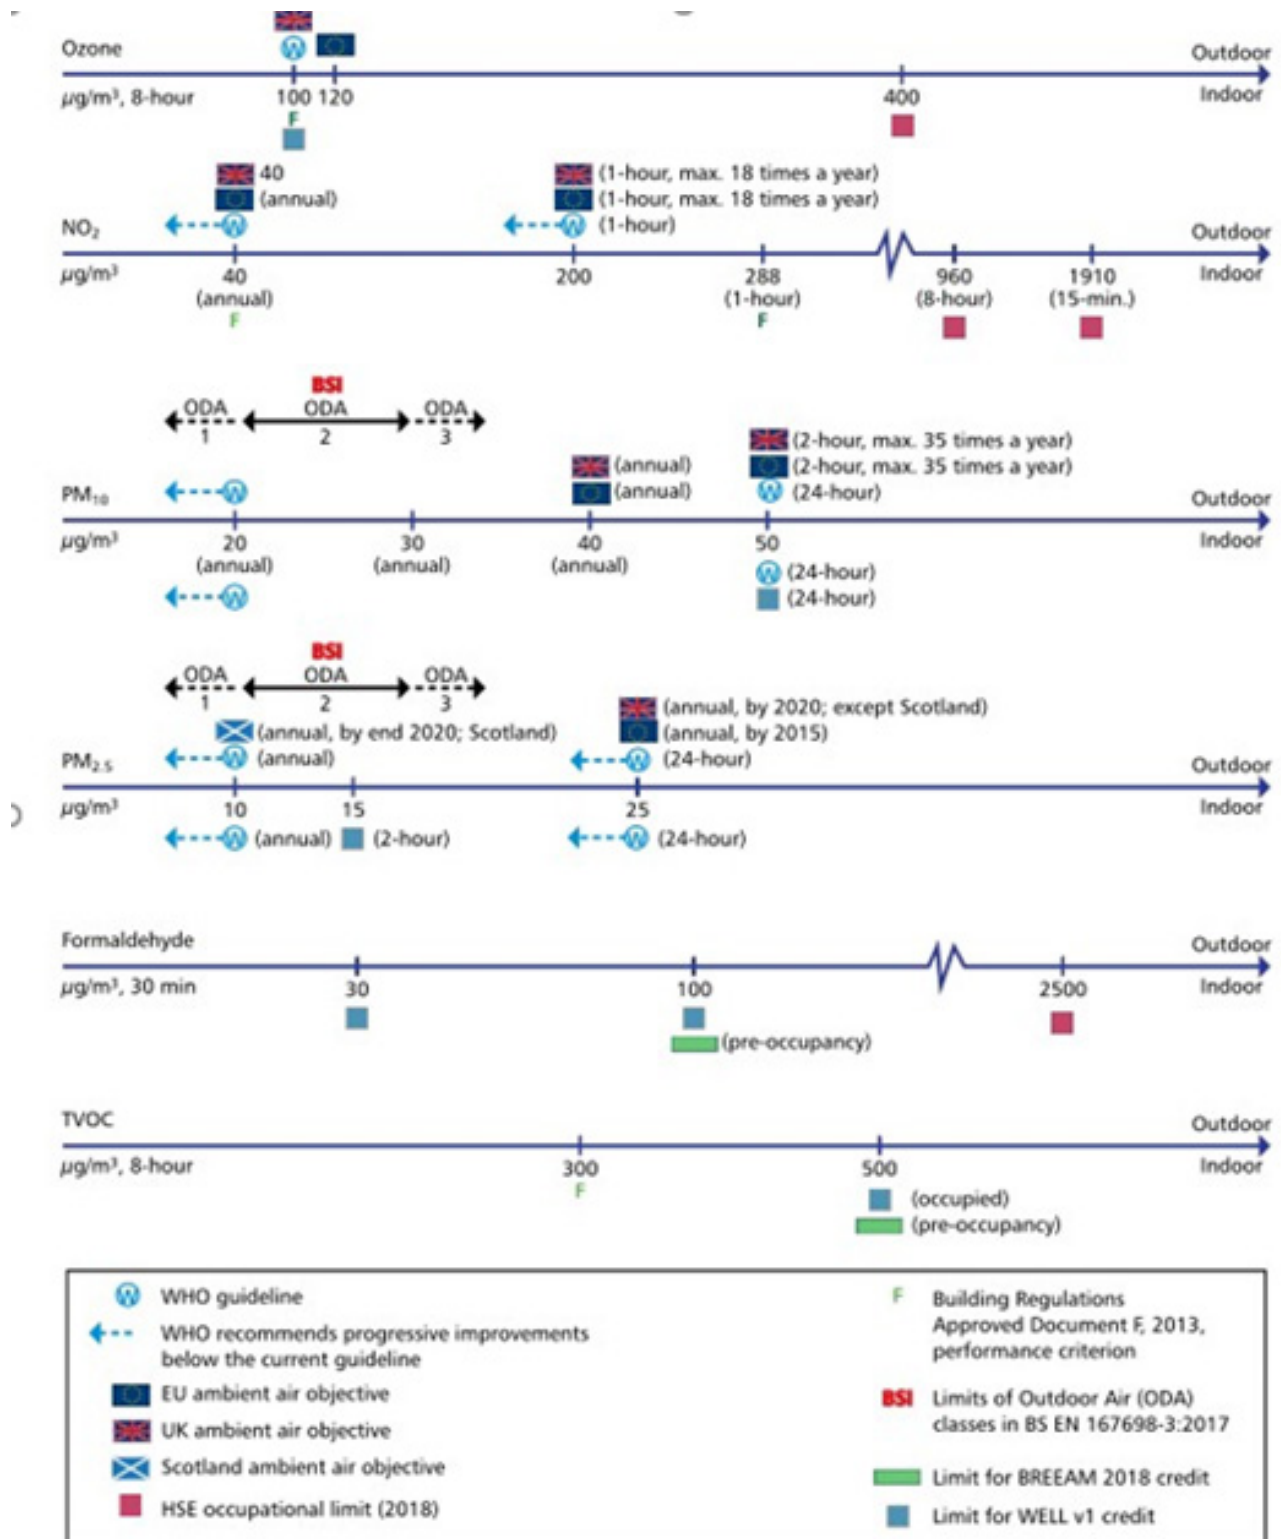 Ozone
Outdoor
µg/m³, 8-hour
100 120
400
Indoor
F
40
(annual)
(1-hour, max. 18 times a year)
(1-hour, max. 18 times a year)
(1-hour)
NO₂
Outdoor
µg/m³
40
(annual)
F
200
288
(1-hour)
F
960
(8-hour)
1910
(15-min.)
Indoor
BSI
ODA
1
ODA
2
ODA
3
(annual)
(annual)
(2-hour, max. 35 times a year)
(2-hour, max. 35 times a year)
(24-hour)
PM₁₀
Outdoor
µg/m³
20
(annual)
30
(annual)
40
(annual)
50
Indoor
(24-hour)
(24-hour)
BSI
ODA
1
ODA
2
ODA
3
(annual, by end 2020; Scotland)
(annual)
(annual, by 2020; except Scotland)
(annual, by 2015)
(24-hour)
PM₂.₅
Outdoor
µg/m³
10
15
25
Indoor
(annual)
(2-hour)
(24-hour)
Formaldehyde
Outdoor
µg/m³, 30 min
30
100
2500
Indoor
(pre-occupancy)
TVOC
Outdoor
µg/m³, 8-hour
300
500
Indoor
F
(occupied)
(pre-occupancy)
W WHO guideline
WHO recommends progressive improvements
below the current guideline
EU ambient air objective
UK ambient air objective
Scotland ambient air objective
HSE occupational limit (2018)
F Building Regulations
Approved Document F, 2013,
performance criterion
BSI Limits of Outdoor Air (ODA)
classes in BS EN 167698-3:2017
Limit for BREEAM 2018 credit
Limit for WELL v1 credit